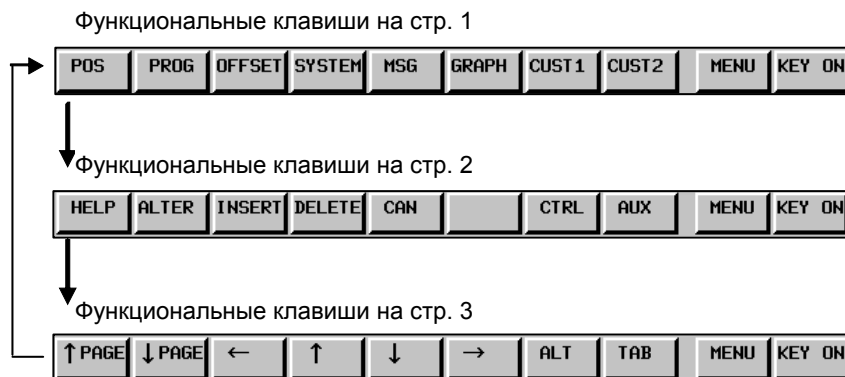 Функциональные клавиши на стр. 1
POS PROG OFFSET SYSTEM MSG GRAPH CUST1 CUST2 MENU KEY ON
Функциональные клавиши на стр. 2
HELP ALTER INSERT DELETE CAN CTRL AUX MENU KEY ON
Функциональные клавиши на стр. 3
↑PAGE ↓PAGE ← ↑ ↓ → ALT TAB MENU KEY ON